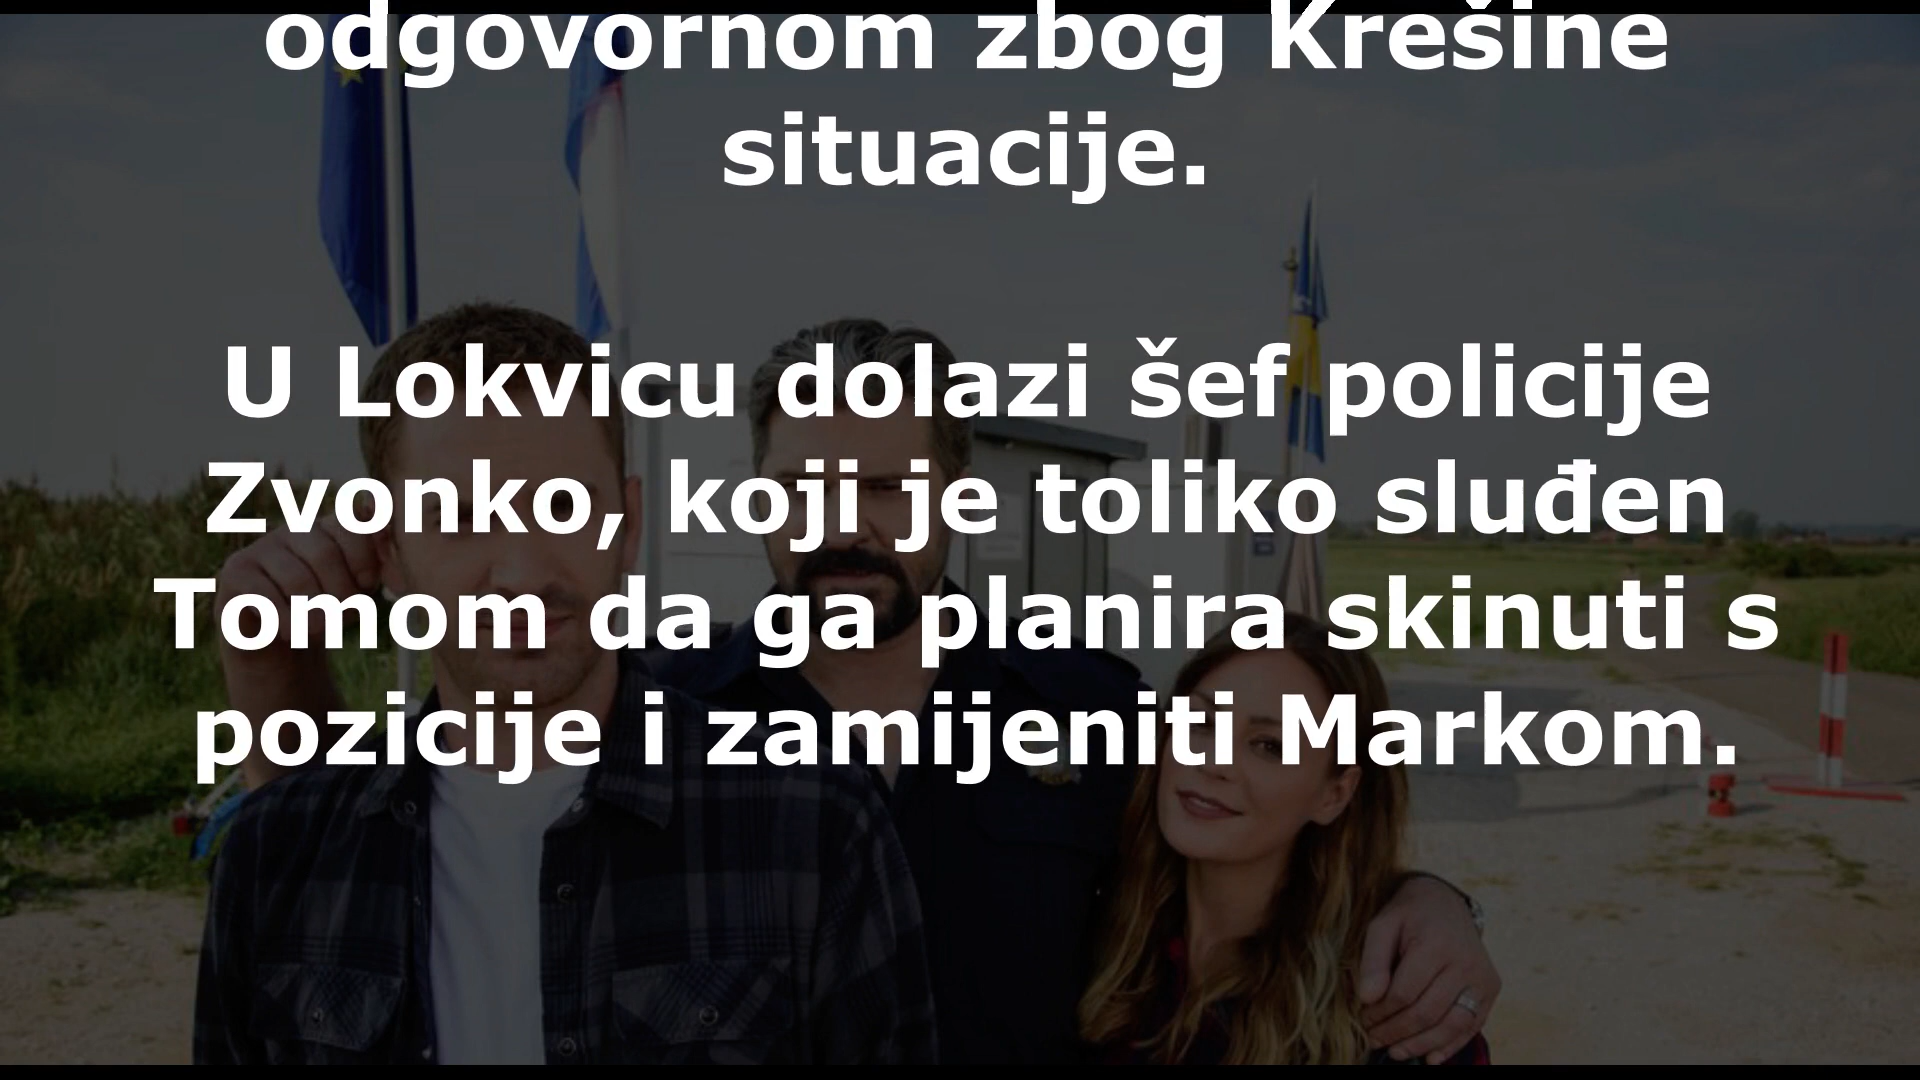 odgovornom zbog Krešine
situacije.
U Lokvicu dolazi šef policije
Zvonko, koji je toliko sluđen
Tomom da ga planira skinuti s
pozicije i zamijeniti Markom.